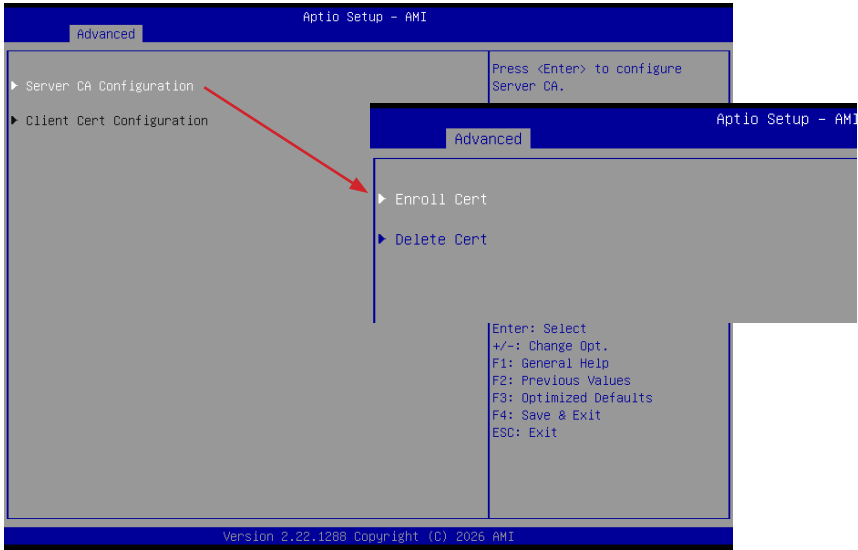 Aptio Setup – AMI
Advanced
Server CA Configuration
Client Cert Configuration
Press <Enter> to configure
Server CA.
Aptio Setup – AMI
Advanced
Enroll Cert
Delete Cert
Enter: Select
+/-: Change Opt.
F1: General Help
F2: Previous Values
F3: Optimized Defaults
F4: Save & Exit
ESC: Exit
Version 2.22.1288 Copyright (C) 2026 AMI